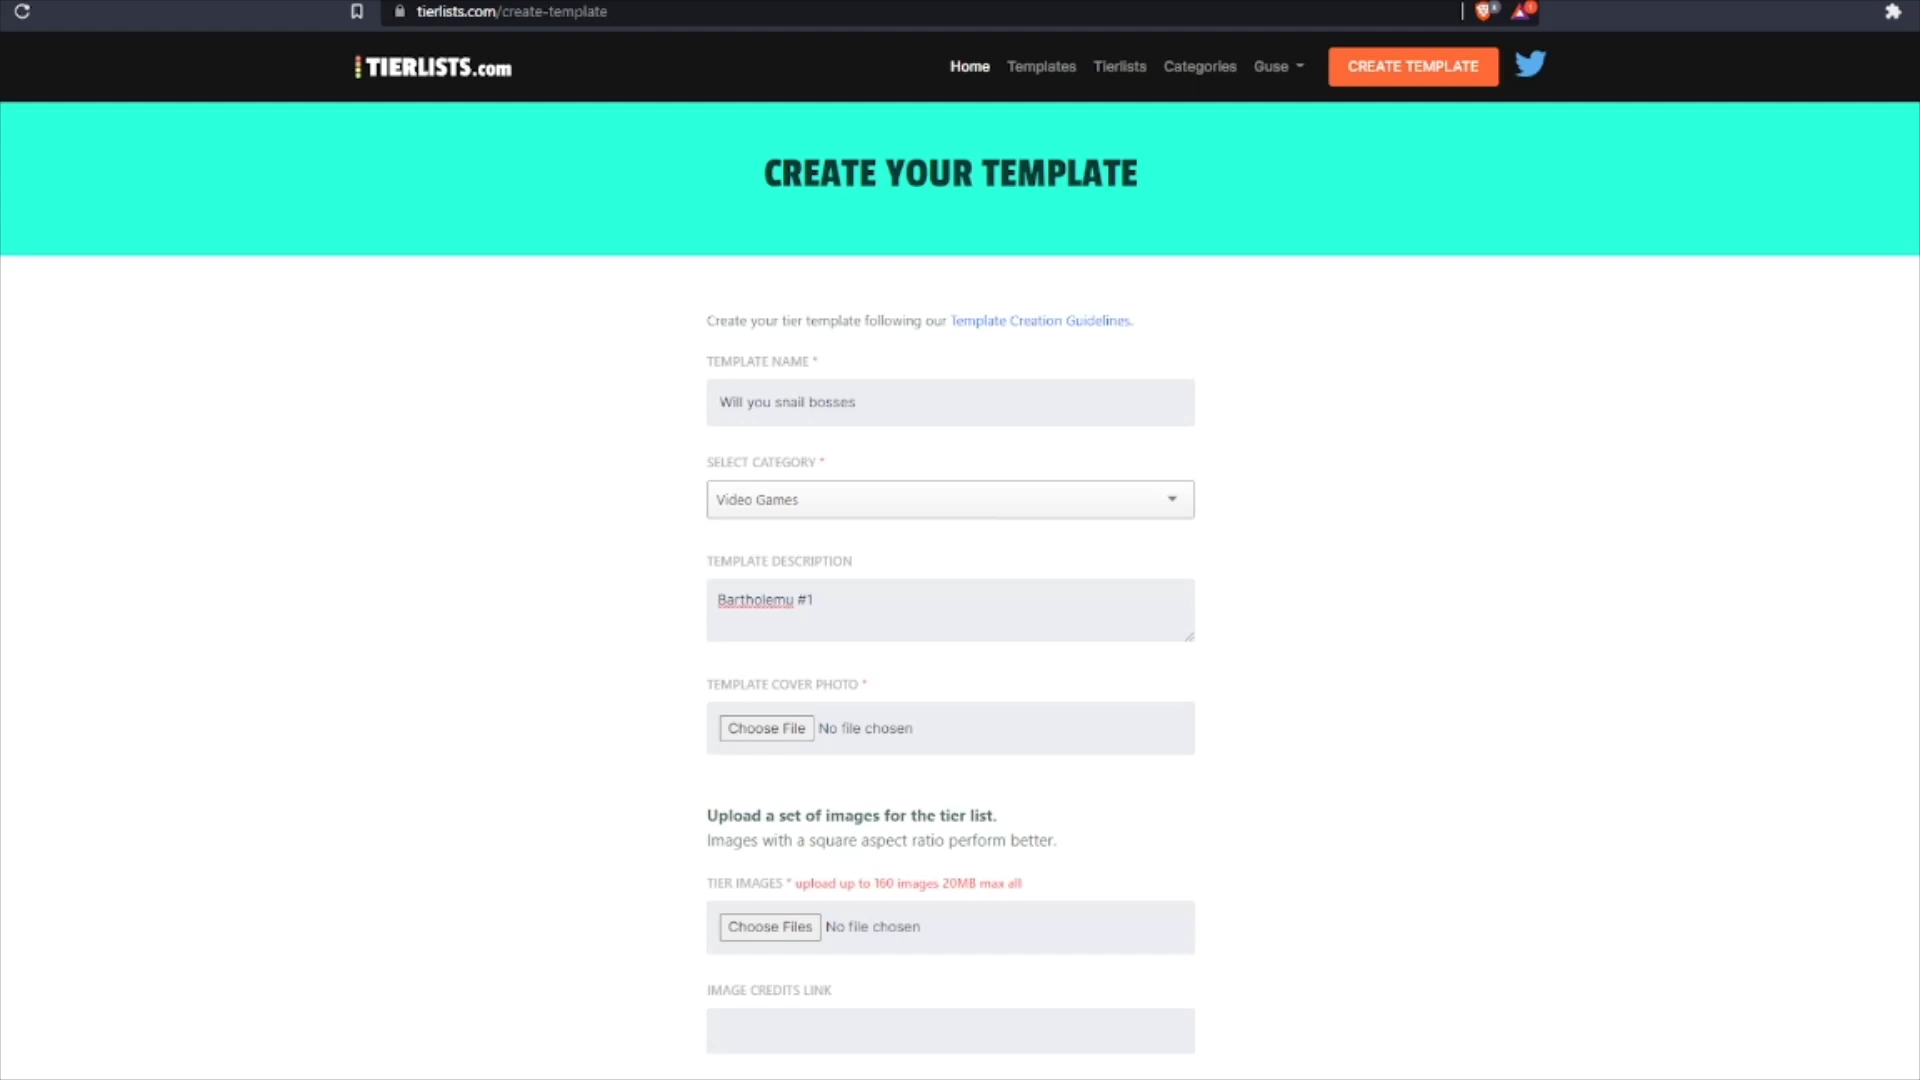 tierlists.com/create-template
TIERLISTS.com
Home Templates Tierlists Categories Guse CREATE TEMPLATE
CREATE YOUR TEMPLATE
Create your tier template following our Template Creation Guidelines.
TEMPLATE NAME *
Will you snail bosses
SELECT CATEGORY *
Video Games
TEMPLATE DESCRIPTION
Bartholemu #1
TEMPLATE COVER PHOTO *
Choose File No file chosen
Upload a set of images for the tier list.
Images with a square aspect ratio perform better.
TIER IMAGES * upload up to 160 images 20MB max all
Choose Files No file chosen
IMAGE CREDITS LINK